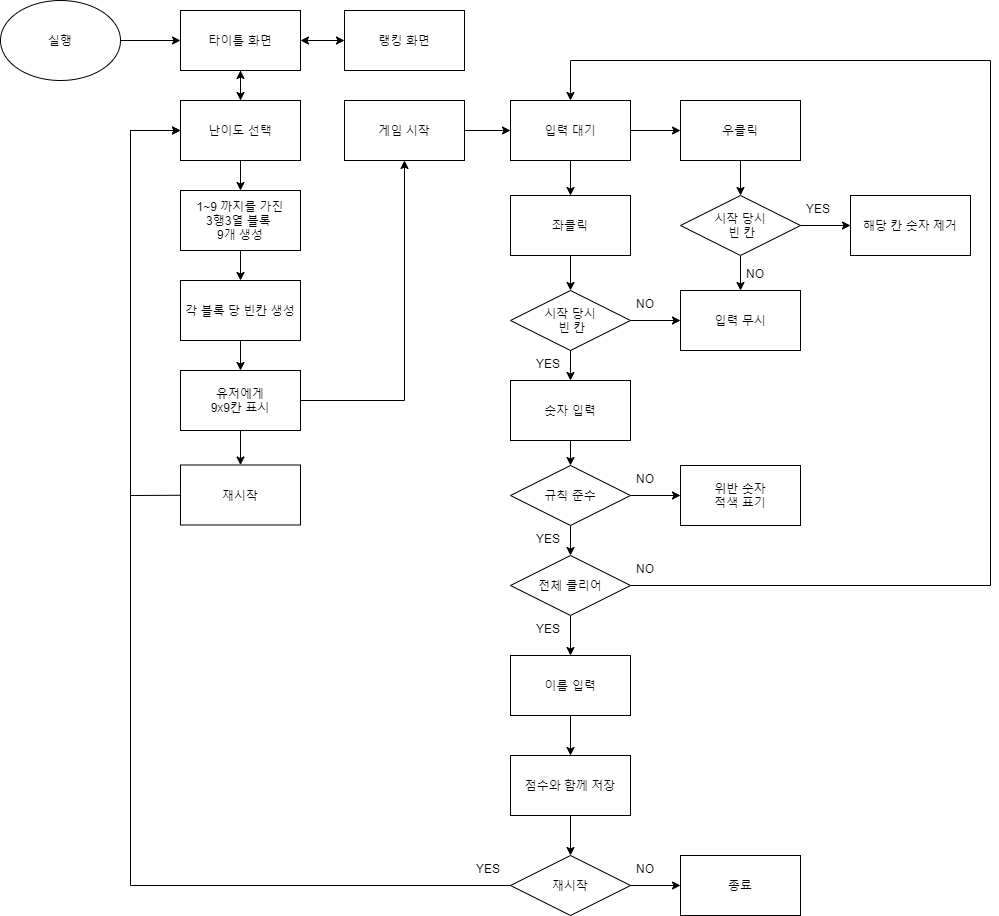 실행
타이틀 화면
랭킹 화면
난이도 선택
게임 시작
입력 대기
우클릭
1~9 까지를 가진
3행3열 블록
9개 생성
좌클릭
시작 당시
빈 칸
YES
해당 칸 숫자 제거
NO
각 블록 당 빈칸 생성
시작 당시
빈 칸
NO
입력 무시
YES
유저에게
9x9칸 표시
숫자 입력
재시작
규칙 준수
NO
위반 숫자
적색 표기
YES
전체 클리어
NO
YES
이름 입력
점수와 함께 저장
YES
재시작
NO
종료